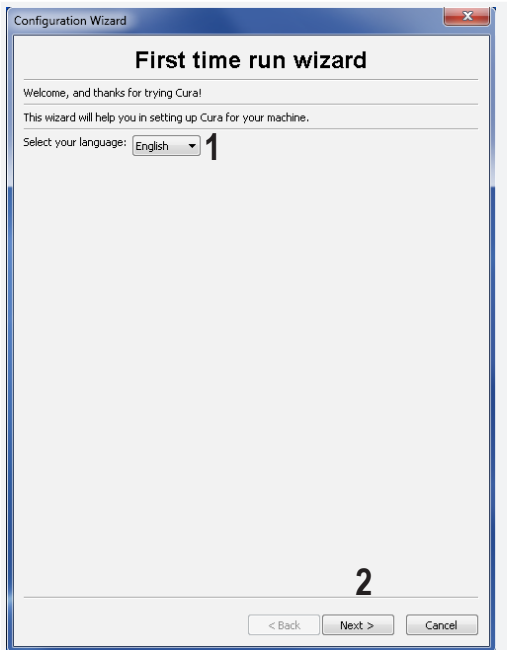 Configuration Wizard
First time run wizard
Welcome, and thanks for trying Cura!
This wizard will help you in setting up Cura for your machine.
Select your language: English 1
2
< Back Next > Cancel